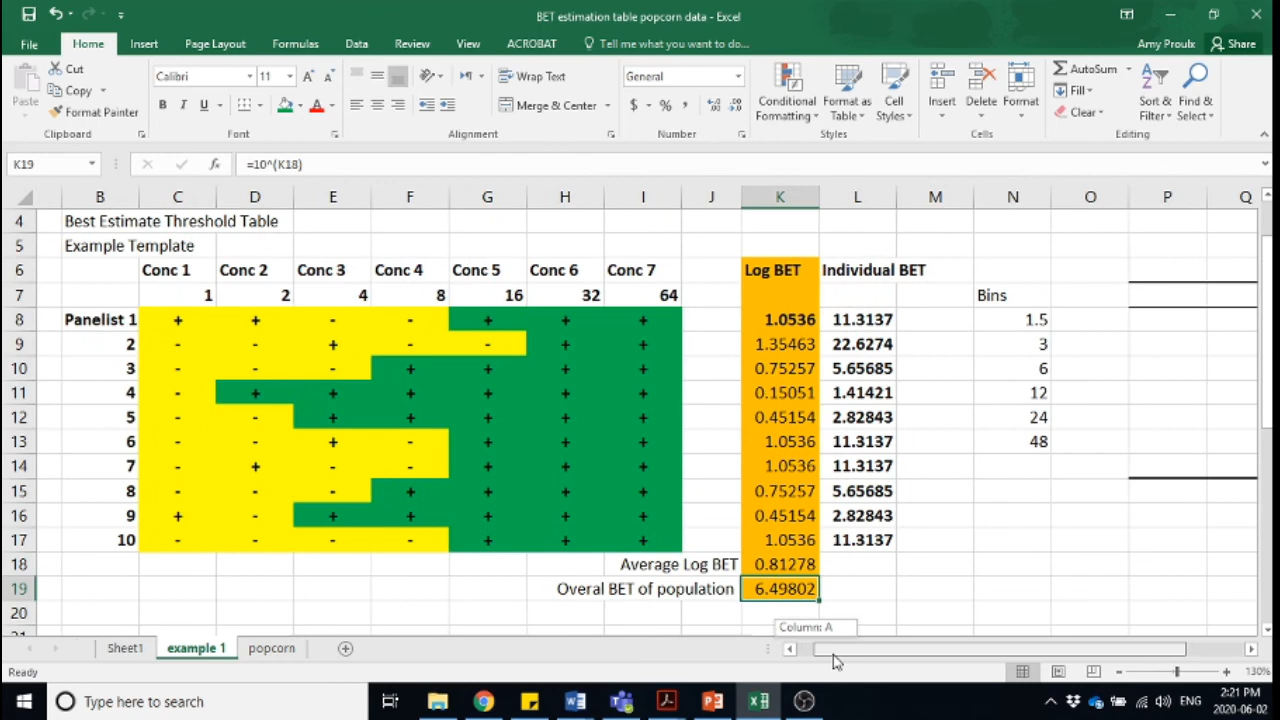 BET estimation table popcorn data - Excel
File Home Insert Page Layout Formulas Data Review View ACROBAT Tell me what you want to do... Amy Proulx Share
Cut Calibri 11 Wrap Text General AutoSum
Copy Fill
Paste Format Painter Merge & Center Conditional Formatting Format as Table Cell Styles Insert Delete Format Clear Sort & Filter Find & Select
Clipboard Font Alignment Number Styles Cells Editing
K19 fx =10^(K18)
B C D E F G H I J K L M N O P Q
4 Best Estimate Threshold Table
5 Example Template
6 Conc 1 Conc 2 Conc 3 Conc 4 Conc 5 Conc 6 Conc 7 Log BET Individual BET
7 1 2 4 8 16 32 64 Bins
8 Panelist 1 + + - - + + + 1.0536 11.3137 1.5
9 2 - - + - - + + 1.35463 22.6274 3
10 3 - - - + + + + 0.75257 5.65685 6
11 4 - + + + + + + 0.15051 1.41421 12
12 5 - - + + + + + 0.45154 2.82843 24
13 6 - - + - + + + 1.0536 11.3137 48
14 7 - + - - + + + 1.0536 11.3137
15 8 - - - + + + + 0.75257 5.65685
16 9 + - + + + + + 0.45154 2.82843
17 10 - - - - + + + 1.0536 11.3137
18 Average Log BET 0.81278
19 Overal BET of population 6.49802
20
Column: A
Sheet1 example 1 popcorn
Ready 130%
Type here to search ENG 2:21 PM
2020-06-02